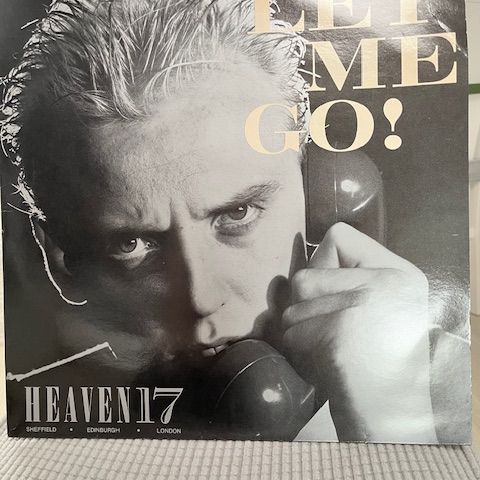 LET
ME
GO!
HEAVEN 17
SHEFFIELD • EDINBURGH • LONDON